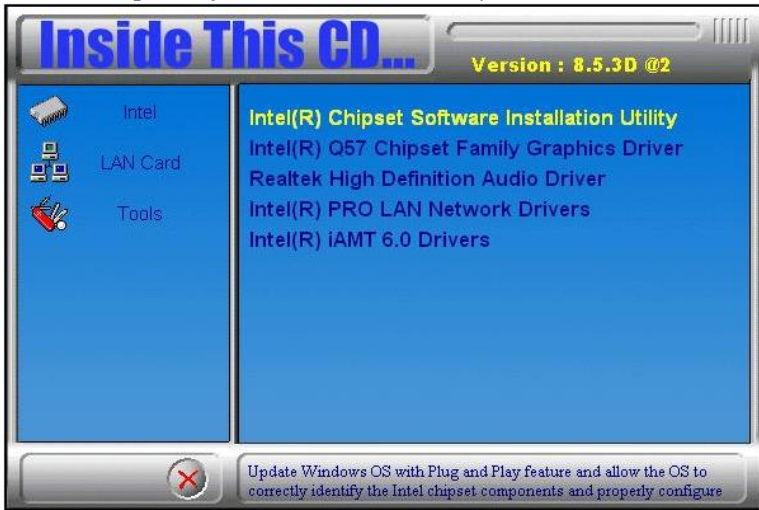 Inside This CD...
Version : 8.5.3D @2
Intel
LAN Card
Tools
Intel(R) Chipset Software Installation Utility
Intel(R) Q57 Chipset Family Graphics Driver
Realtek High Definition Audio Driver
Intel(R) PRO LAN Network Drivers
Intel(R) iAMT 6.0 Drivers
Update Windows OS with Plug and Play feature and allow the OS to
correctly identify the Intel chipset components and properly configure